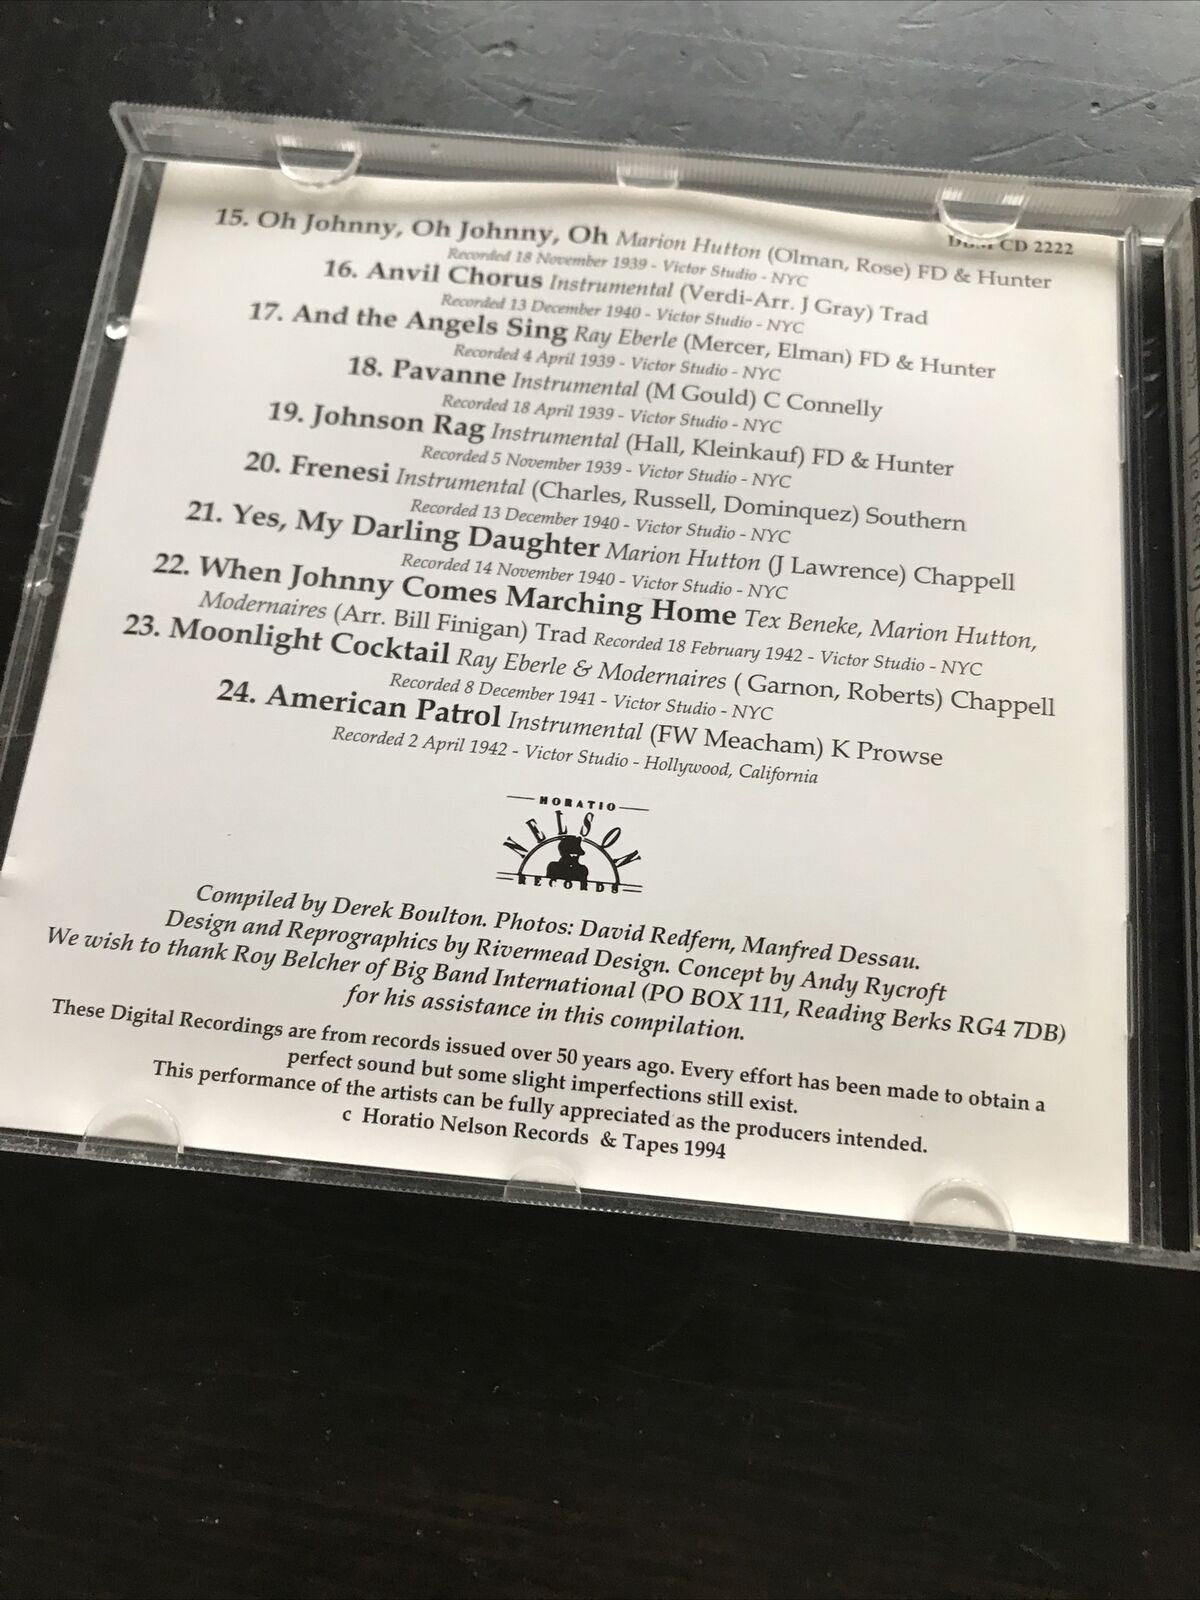 DBM CD 2222
15. Oh Johnny, Oh Johnny, Oh Marion Hutton (Olman, Rose) FD & Hunter
Recorded 18 November 1939 - Victor Studio - NYC
16. Anvil Chorus Instrumental (Verdi-Arr. J Gray) Trad
Recorded 13 December 1940 - Victor Studio - NYC
17. And the Angels Sing Ray Eberle (Mercer, Elman) FD & Hunter
Recorded 4 April 1939 - Victor Studio - NYC
18. Pavanne Instrumental (M Gould) C Connelly
Recorded 18 April 1939 - Victor Studio - NYC
19. Johnson Rag Instrumental (Hall, Kleinkauf) FD & Hunter
Recorded 5 November 1939 - Victor Studio - NYC
20. Frenesi Instrumental (Charles, Russell, Dominquez) Southern
Recorded 13 December 1940 - Victor Studio - NYC
21. Yes, My Darling Daughter Marion Hutton (J Lawrence) Chappell
Recorded 14 November 1940 - Victor Studio - NYC
22. When Johnny Comes Marching Home Tex Beneke, Marion Hutton,
Modernaires (Arr. Bill Finigan) Trad Recorded 18 February 1942 - Victor Studio - NYC
23. Moonlight Cocktail Ray Eberle & Modernaires ( Garnon, Roberts) Chappell
Recorded 8 December 1941 - Victor Studio - NYC
24. American Patrol Instrumental (FW Meacham) K Prowse
Recorded 2 April 1942 - Victor Studio - Hollywood, California
HORATIO
NELSON
RECORDS
Compiled by Derek Boulton. Photos: David Redfern, Manfred Dessau.
Design and Reprographics by Rivermead Design. Concept by Andy Rycroft
We wish to thank Roy Belcher of Big Band International (PO BOX 111, Reading Berks RG4 7DB)
for his assistance in this compilation.
These Digital Recordings are from records issued over 50 years ago. Every effort has been made to obtain a
perfect sound but some slight imperfections still exist.
This performance of the artists can be fully appreciated as the producers intended.
c Horatio Nelson Records & Tapes 1994